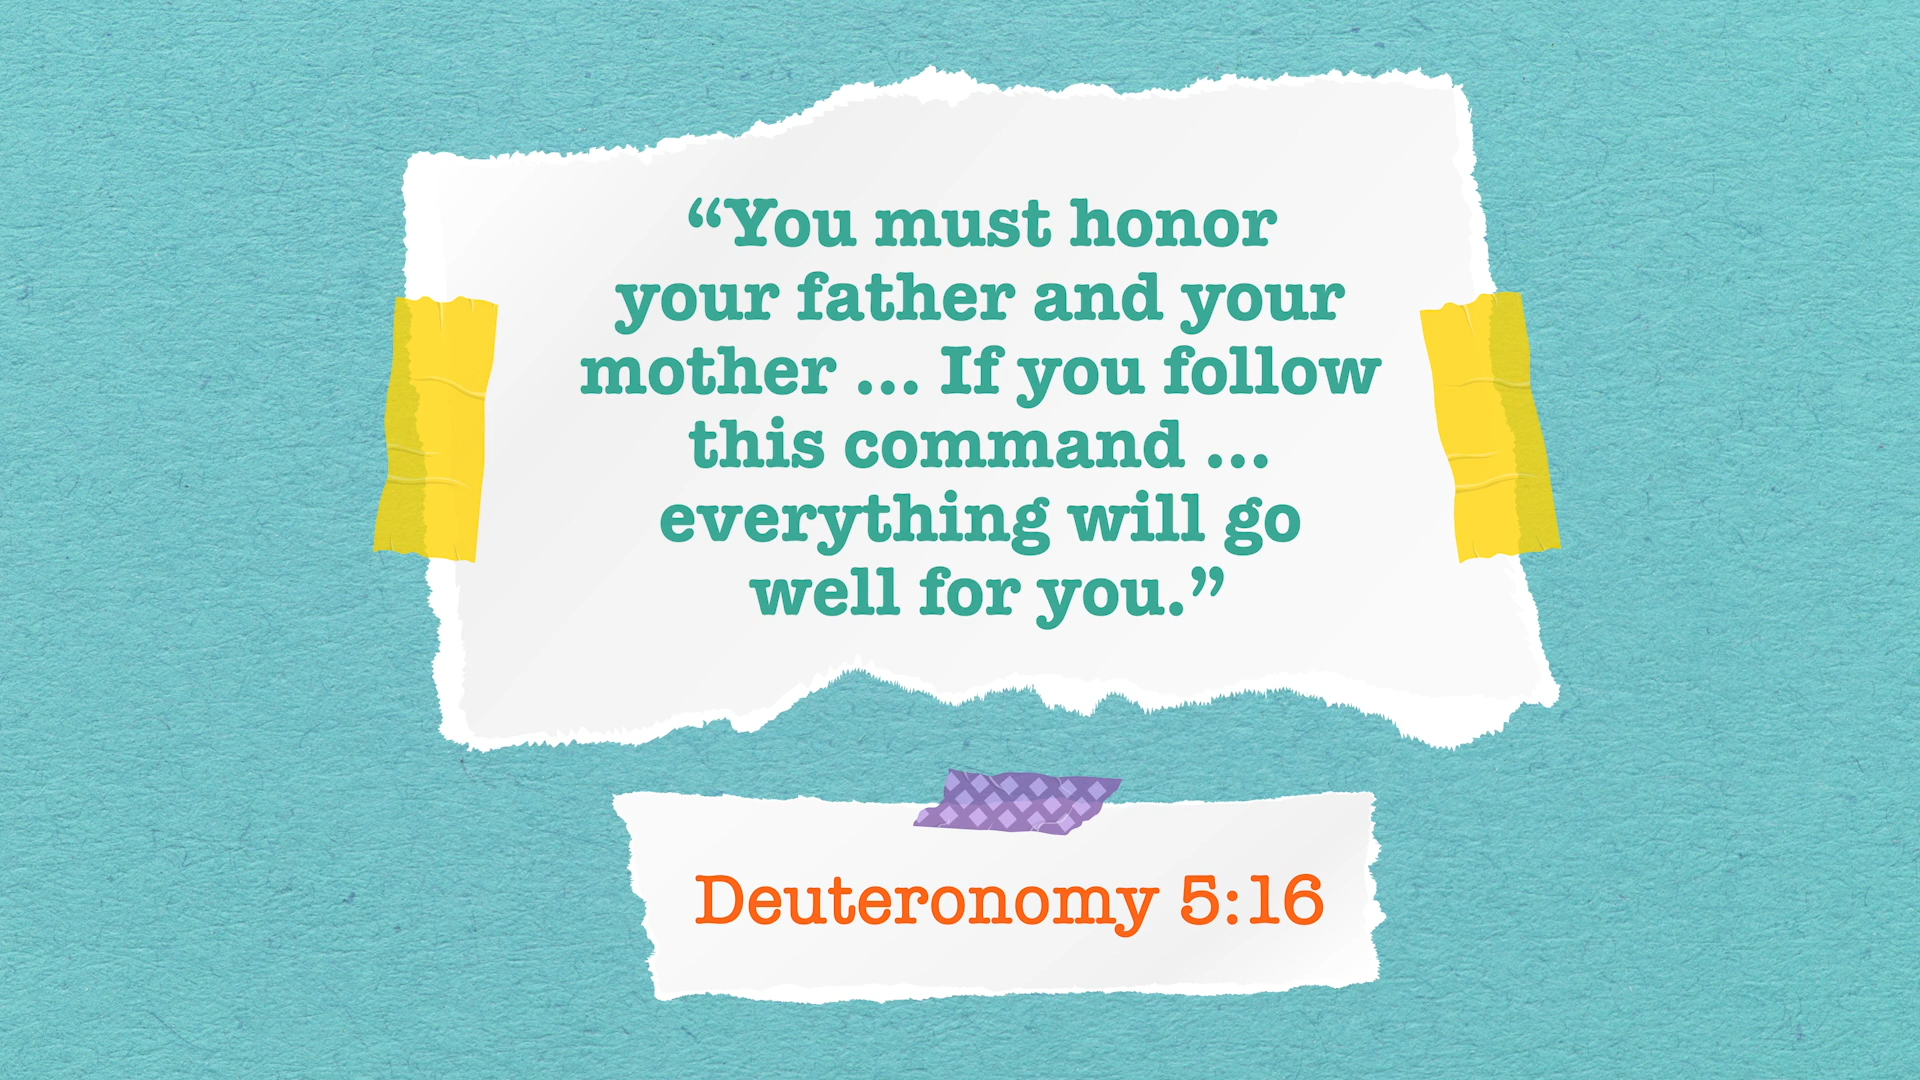 “You must honor
your father and your
mother ... If you follow
this command ...
everything will go
well for you.”
Deuteronomy 5:16